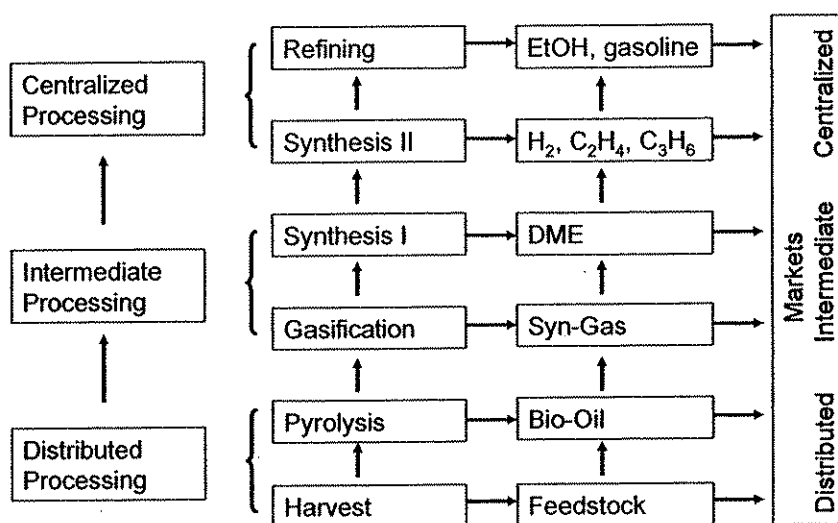 Centralized
Processing
Intermediate
Processing
Distributed
Processing
Refining
Synthesis II
Synthesis I
Gasification
Pyrolysis
Harvest
EtOH, gasoline
H₂, C₂H₄, C₃H₆
DME
Syn-Gas
Bio-Oil
Feedstock
Markets
Centralized
Intermediate
Distributed